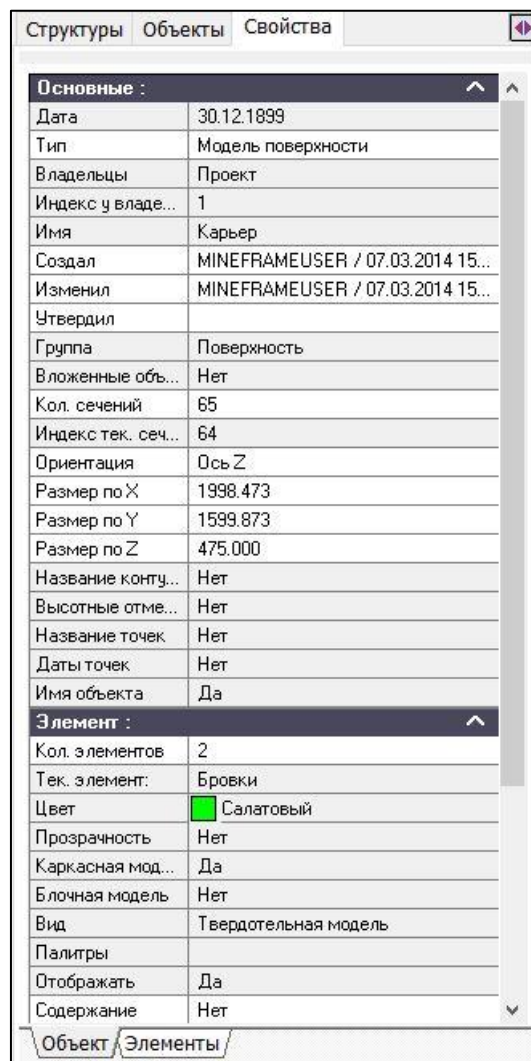 Структуры Объекты Свойства
Основные :
Дата 30.12.1899
Тип Модель поверхности
Владельцы Проект
Индекс у владе... 1
Имя Карьер
Создал MINEFRAMEUSER / 07.03.2014 15...
Изменил MINEFRAMEUSER / 07.03.2014 15...
Утвердил
Группа Поверхность
Вложенные объ... Нет
Кол. сечений 65
Индекс тек. сеч... 64
Ориентация Ось Z
Размер по X 1998.473
Размер по Y 1599.873
Размер по Z 475.000
Название конту... Нет
Высотные отме... Нет
Название точек Нет
Даты точек Нет
Имя объекта Да
Элемент :
Кол. элементов 2
Тек. элемент: Бровки
Цвет Салатовый
Прозрачность Нет
Каркасная мод... Да
Блочная модель Нет
Вид Твердотельная модель
Палитры
Отображать Да
Содержание Нет
Объект Элементы